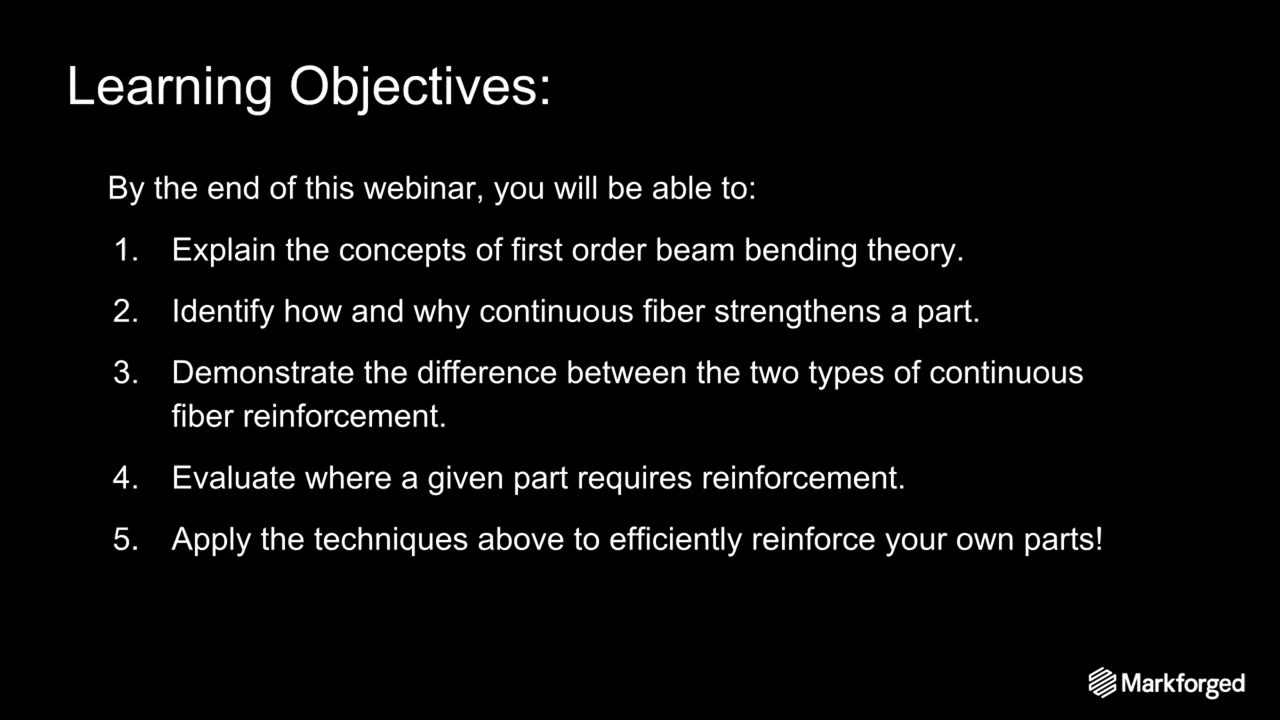 Learning Objectives:
By the end of this webinar, you will be able to:
1. Explain the concepts of first order beam bending theory.
2. Identify how and why continuous fiber strengthens a part.
3. Demonstrate the difference between the two types of continuous
fiber reinforcement.
4. Evaluate where a given part requires reinforcement.
5. Apply the techniques above to efficiently reinforce your own parts!
Markforged